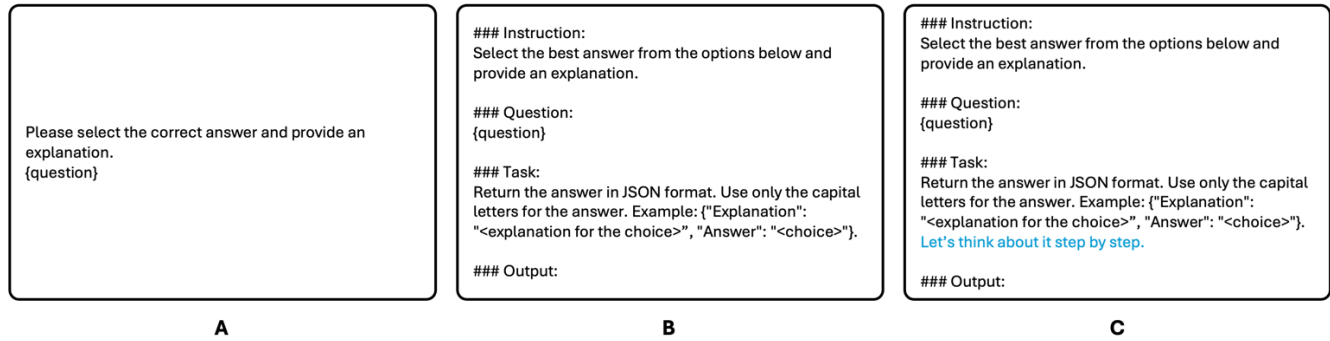 Please select the correct answer and provide an
explanation.
{question}
A
### Instruction:
Select the best answer from the options below and
provide an explanation.
### Question:
{question}
### Task:
Return the answer in JSON format. Use only the capital
letters for the answer. Example: {"Explanation":
"<explanation for the choice>”, "Answer": "<choice>"}.
### Output:
B
### Instruction:
Select the best answer from the options below and
provide an explanation.
### Question:
{question}
### Task:
Return the answer in JSON format. Use only the capital
letters for the answer. Example: {"Explanation":
"<explanation for the choice>”, "Answer": "<choice>"}.
Let’s think about it step by step.
### Output:
C